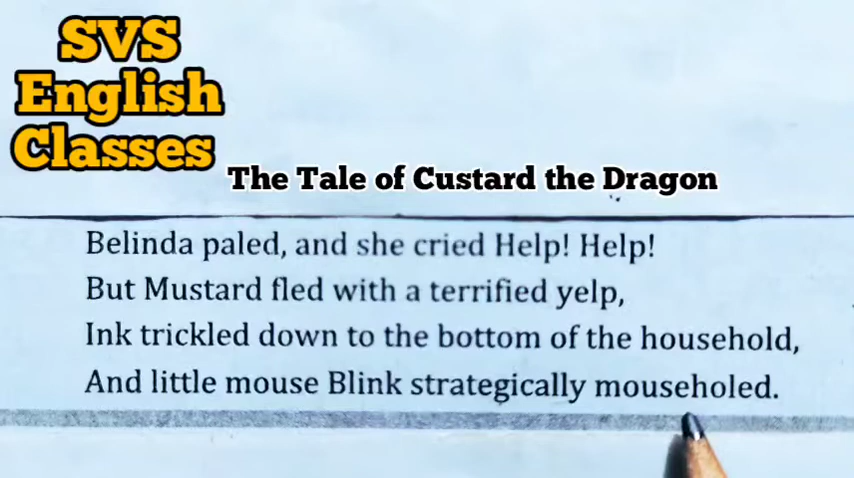 SVS
English
Classes
The Tale of Custard the Dragon
Belinda paled, and she cried Help! Help!
But Mustard fled with a terrified yelp,
Ink trickled down to the bottom of the household,
And little mouse Blink strategically mouseholed.